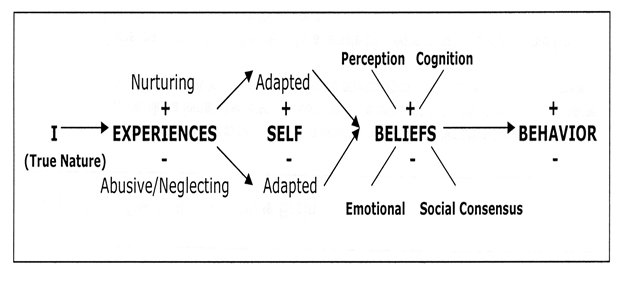 Perception Cognition
Nurturing Adapted
+ + + +
I EXPERIENCES SELF BELIEFS BEHAVIOR
(True Nature) - - - -
Abusive/Neglecting Adapted
Emotional Social Consensus